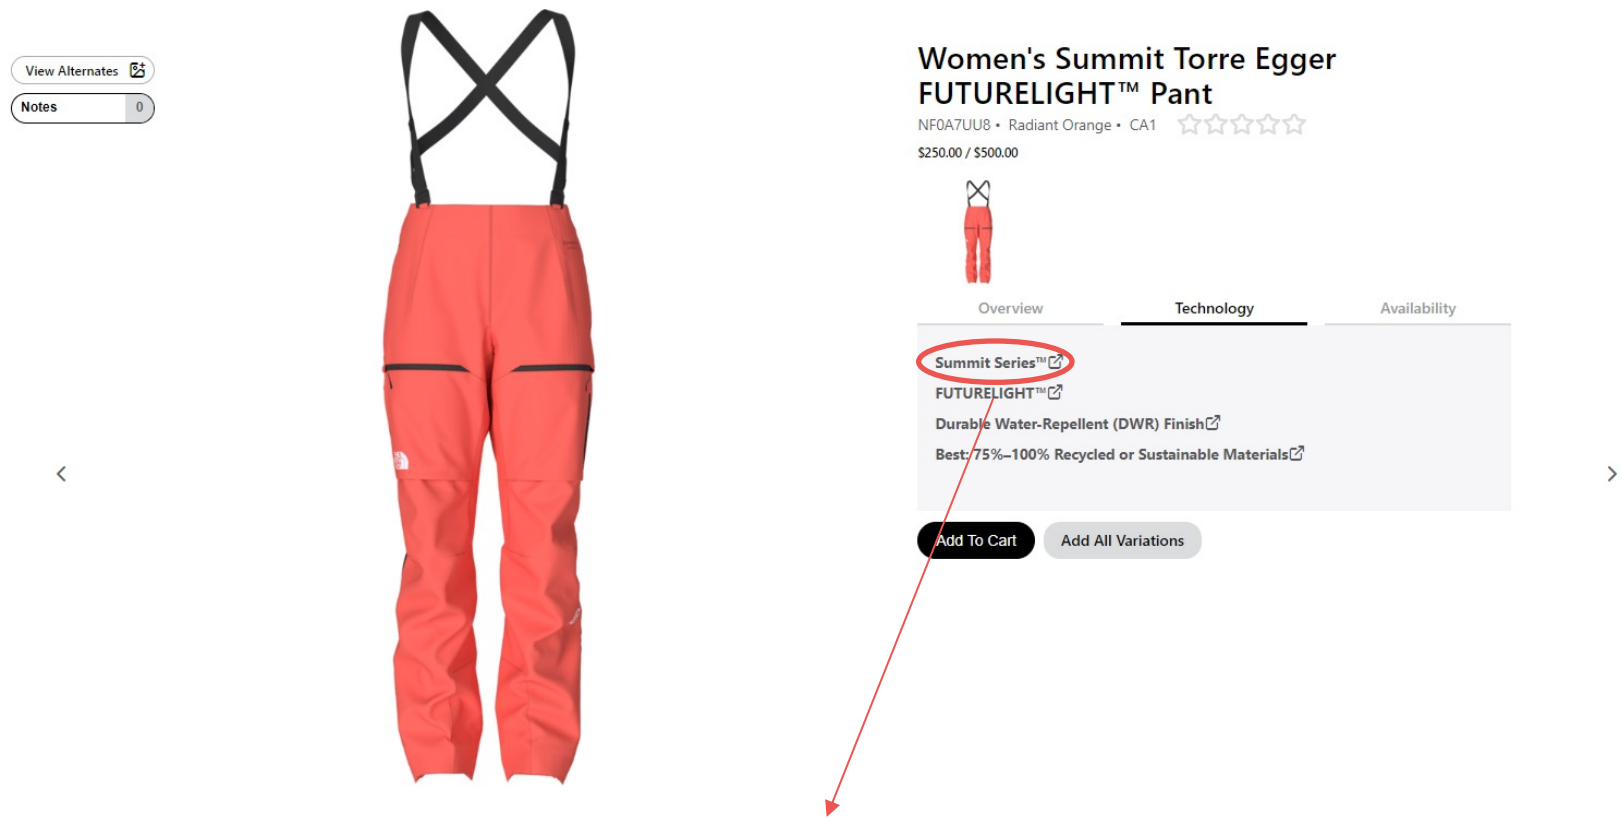 View Alternates
Notes 0
Women's Summit Torre Egger
FUTURELIGHT™ Pant
NF0A7UU8 • Radiant Orange • CA1
$250.00 / $500.00
Overview Technology Availability
Summit Series™
FUTURELIGHT™
Durable Water-Repellent (DWR) Finish
Best: 75%–100% Recycled or Sustainable Materials
Add To Cart Add All Variations